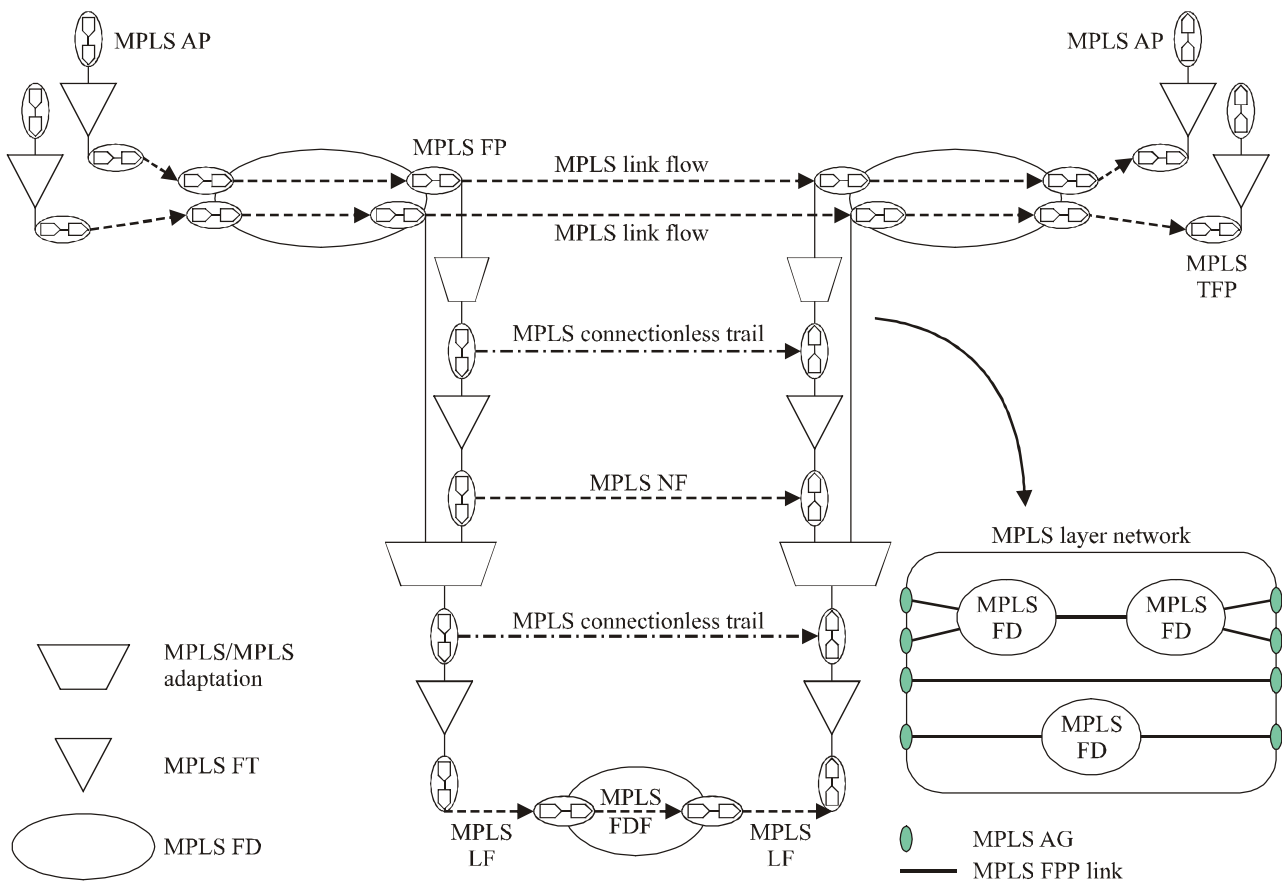 MPLS AP
MPLS AP
MPLS FP
MPLS link flow
MPLS link flow
MPLS
TFP
MPLS connectionless trail
MPLS NF
MPLS layer network
MPLS
FD
MPLS
FD
MPLS connectionless trail
MPLS/MPLS
adaptation
MPLS
FD
MPLS FT
MPLS
FDF
MPLS
LF
MPLS
LF
MPLS FD
MPLS AG
MPLS FPP link